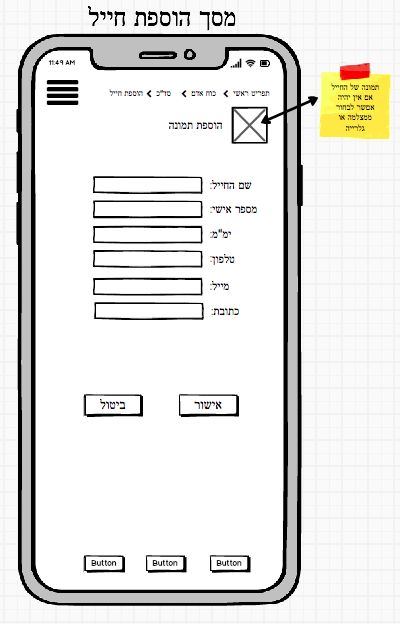 מסך הוספת חייל
11:49 AM
תפריט ראשי > כוח אדם > סד"כ > הוספת חייל
הוספת תמונה
תמונה של החייל
אם אין יהיה
אפשר לבחור
ממצלמה או
גלרייה
שם החייל:
מספר אישי:
ימ"מ:
טלפון:
מייל:
כתובת:
אישור
ביטול
Button
Button
Button